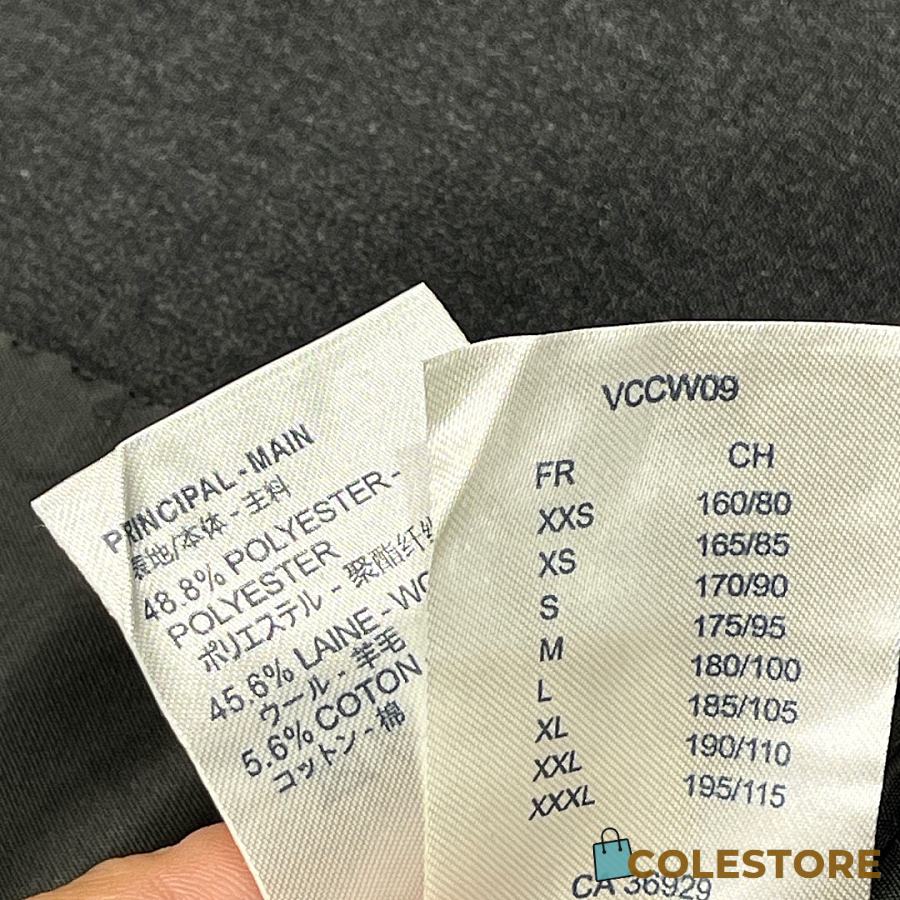 PRINCIPAL - MAIN
表地/本体 - 主料
48.8% POLYESTER -
POLYESTER
ポリエステル - 聚酯纤
45.6% LAINE -
ウール - 羊毛
5.6% COTON
コットン - 棉
VCCW09
FR CH
XXS 160/80
XS 165/85
S 170/90
M 175/95
L 180/100
XL 185/105
XXL 190/110
XXXL 195/115
CA 36929
COLESTORE